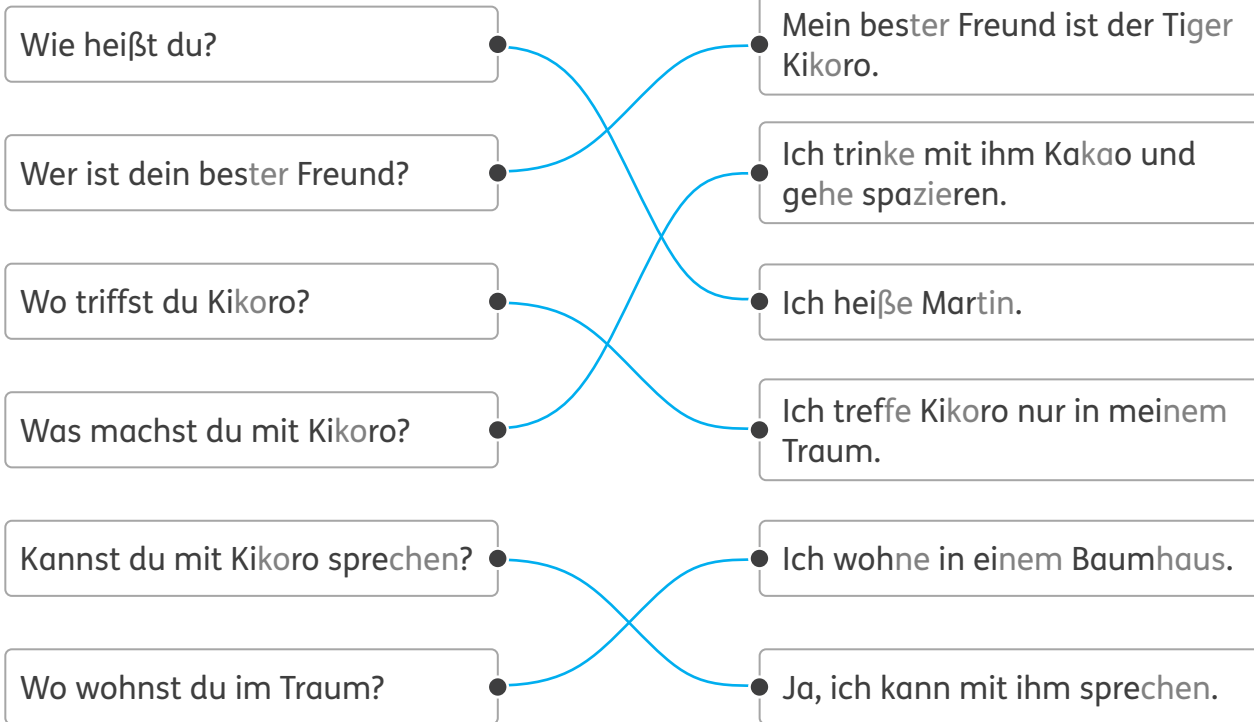 Wie heißt du?
Mein bester Freund ist der Tiger
Kikoro.
Wer ist dein bester Freund?
Ich trinke mit ihm Kakao und
gehe spazieren.
Wo triffst du Kikoro?
Ich heiße Martin.
Was machst du mit Kikoro?
Ich treffe Kikoro nur in meinem
Traum.
Kannst du mit Kikoro sprechen?
Ich wohne in einem Baumhaus.
Wo wohnst du im Traum?
Ja, ich kann mit ihm sprechen.